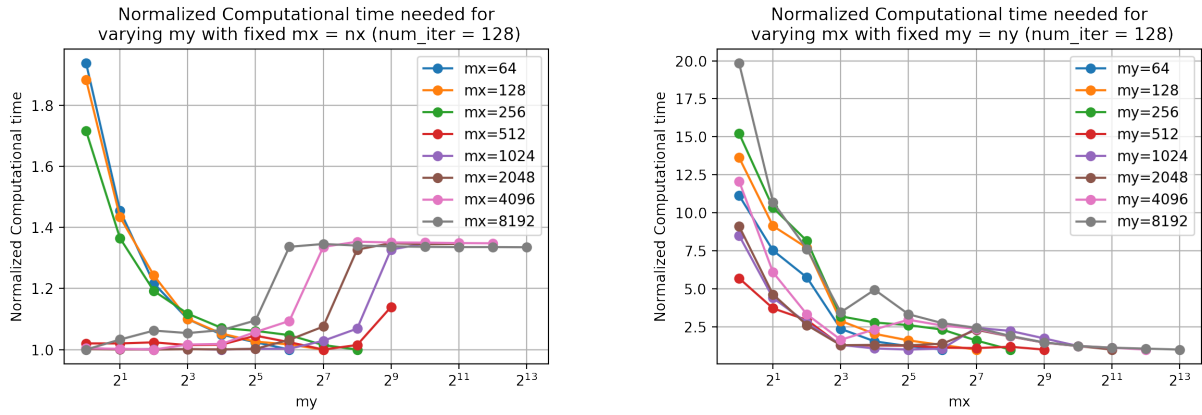 Normalized Computational time needed for
varying my with fixed mx = nx (num_iter = 128)
Normalized Computational time
1.8
1.6
1.4
1.2
1.0
2^1
2^3
2^5
2^7
2^9
2^11
2^13
my
mx=64
mx=128
mx=256
mx=512
mx=1024
mx=2048
mx=4096
mx=8192
Normalized Computational time needed for
varying mx with fixed my = ny (num_iter = 128)
Normalized Computational time
20.0
17.5
15.0
12.5
10.0
7.5
5.0
2.5
2^1
2^3
2^5
2^7
2^9
2^11
2^13
mx
my=64
my=128
my=256
my=512
my=1024
my=2048
my=4096
my=8192